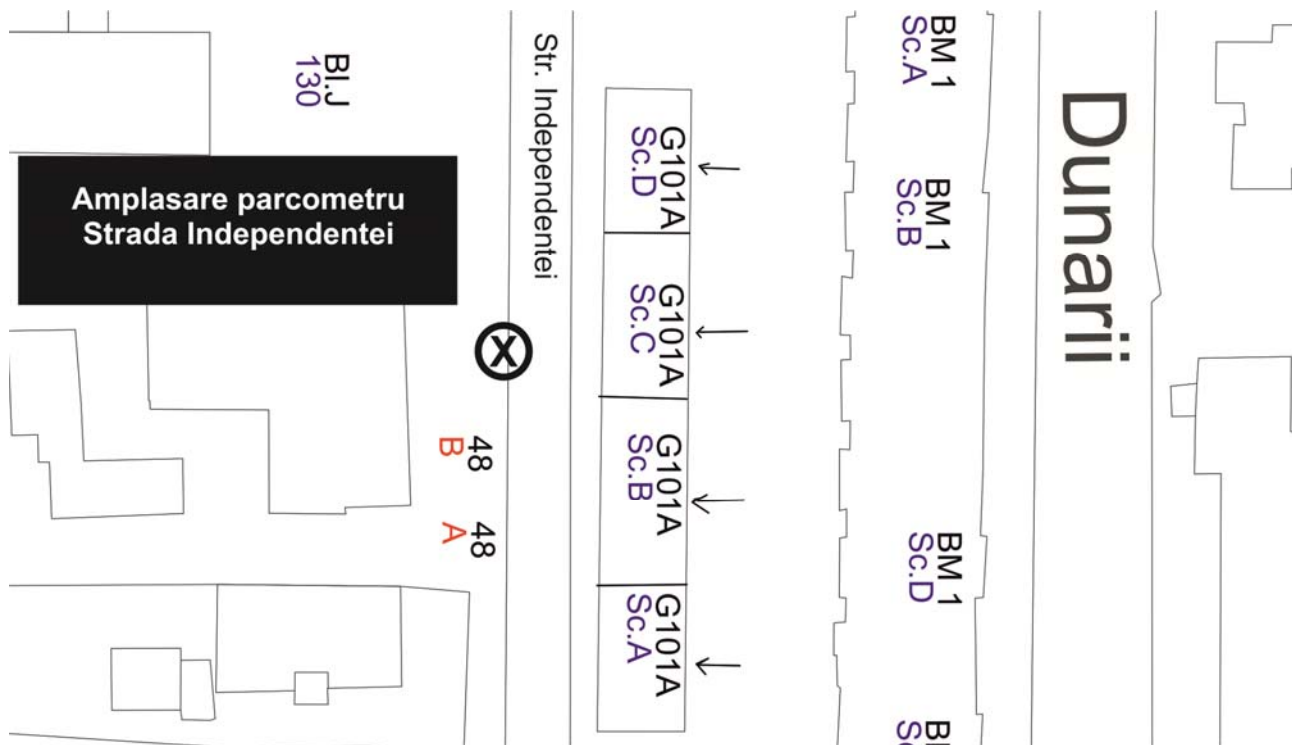 Bl.J
130
Str. Independentei
G101A
Sc.D
BM 1
Sc.A
Dunarii
Amplasare parcometru
Strada Independentei
BM 1
Sc.B
G101A
Sc.C
X
48
B
G101A
Sc.B
48
A
BM 1
Sc.D
G101A
Sc.A